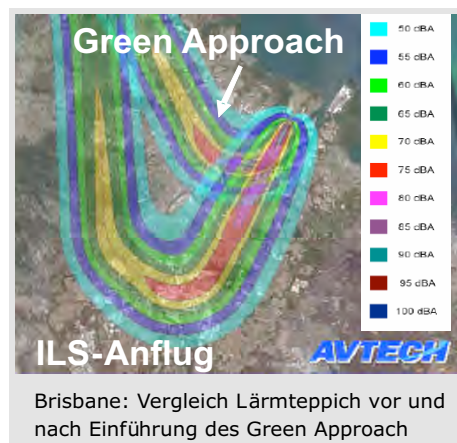 Green Approach
50 dBA
55 dBA
60 dBA
65 dBA
70 dBA
75 dBA
80 dBA
85 dBA
90 dBA
95 dBA
100 dBA
ILS-Anflug
AVTECH
Brisbane: Vergleich Lärmteppich vor und
nach Einführung des Green Approach